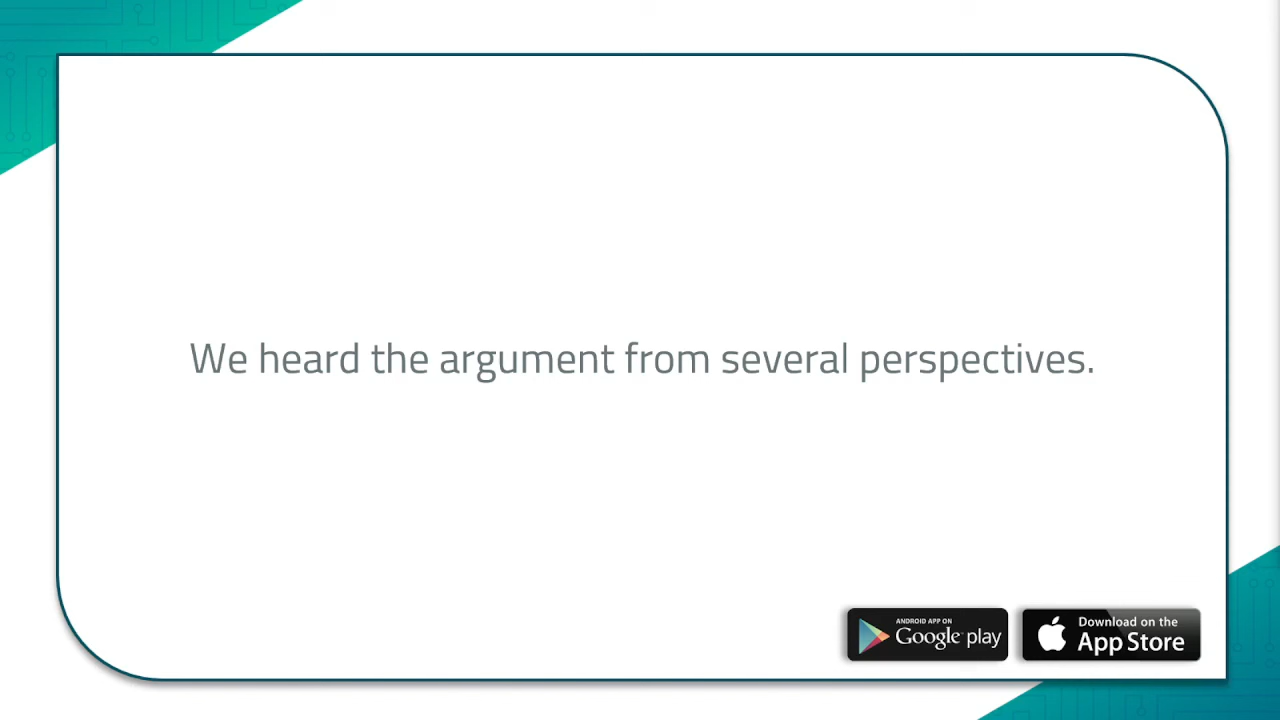 We heard the argument from several perspectives.
ANDROID APP ON
Google play
Download on the
App Store